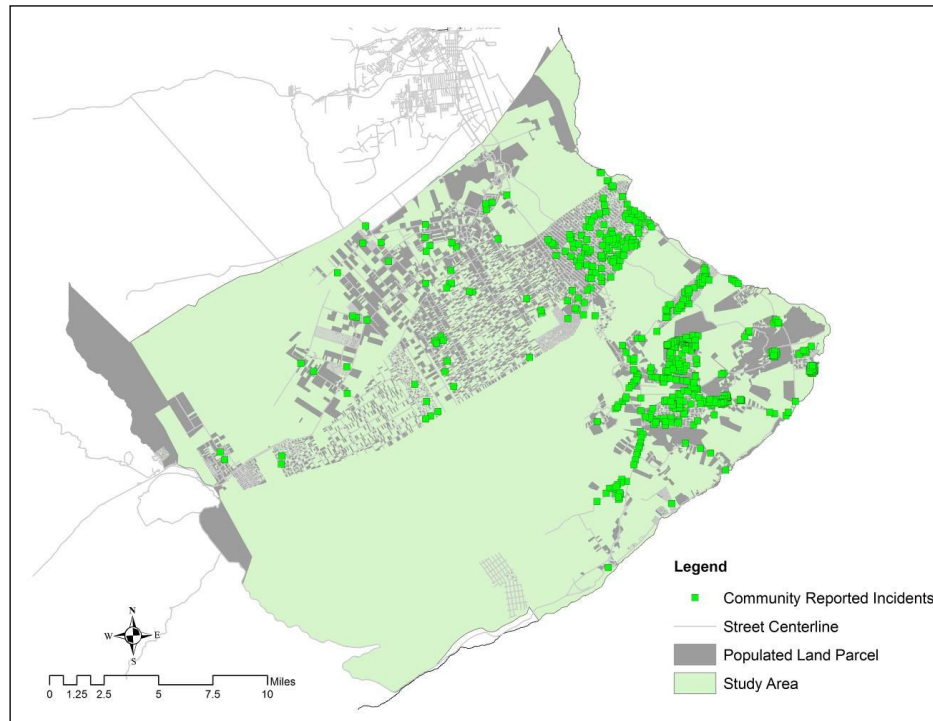 Legend
Community Reported Incidents
Street Centerline
Populated Land Parcel
Study Area
N
W E
S
Miles
0 1.25 2.5 5 7.5 10